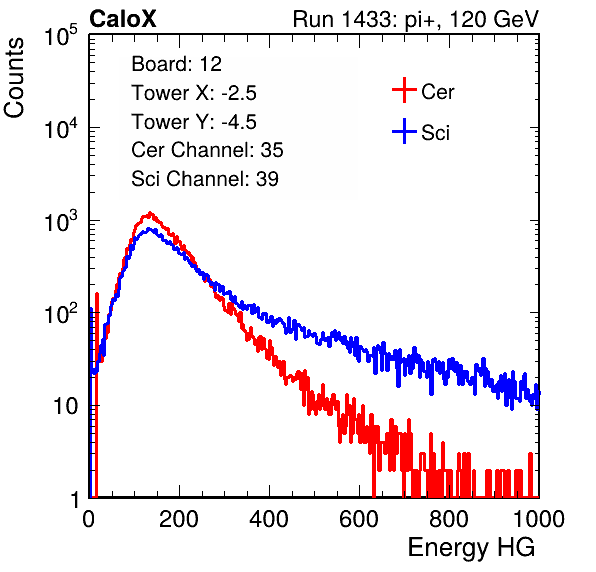 CaloX Run 1433: pi+, 120 GeV
Counts
10^5
10^4
10^3
10^2
10
1
Board: 12
Tower X: -2.5
Tower Y: -4.5
Cer Channel: 35
Sci Channel: 39
Cer
Sci
0 200 400 600 800 1000
Energy HG